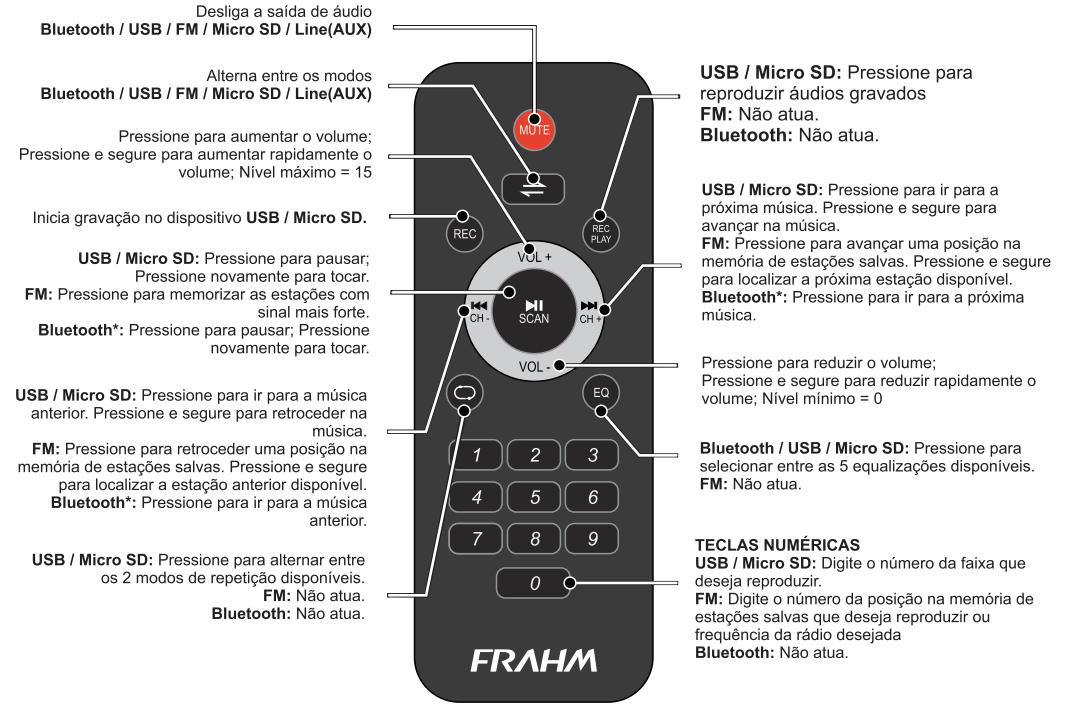 Desliga a saída de áudio
Bluetooth / USB / FM / Micro SD / Line(AUX)
Alterna entre os modos
Bluetooth / USB / FM / Micro SD / Line(AUX)
Pressione para aumentar o volume;
Pressione e segure para aumentar rapidamente o
volume; Nível máximo = 15
Inicia gravação no dispositivo USB / Micro SD.
USB / Micro SD: Pressione para pausar;
Pressione novamente para tocar.
FM: Pressione para memorizar as estações com
sinal mais forte.
Bluetooth*: Pressione para pausar; Pressione
novamente para tocar.
USB / Micro SD: Pressione para ir para a música
anterior. Pressione e segure para retroceder na
música.
FM: Pressione para retroceder uma posição na
memória de estações salvas. Pressione e segure
para localizar a estação anterior disponível.
Bluetooth*: Pressione para ir para a música
anterior.
USB / Micro SD: Pressione para alternar entre
os 2 modos de repetição disponíveis.
FM: Não atua.
Bluetooth: Não atua.
MUTE
REC
REC
PLAY
VOL +
CH -
SCAN
CH +
VOL -
EQ
1 2 3
4 5 6
7 8 9
0
FRAHM
USB / Micro SD: Pressione para
reproduzir áudios gravados
FM: Não atua.
Bluetooth: Não atua.
USB / Micro SD: Pressione para ir para a
próxima música. Pressione e segure para
avançar na música.
FM: Pressione para avançar uma posição na
memória de estações salvas. Pressione e segure
para localizar a próxima estação disponível.
Bluetooth*: Pressione para ir para a próxima
música.
Pressione para reduzir o volume;
Pressione e segure para reduzir rapidamente o
volume; Nível mínimo = 0
Bluetooth / USB / Micro SD: Pressione para
selecionar entre as 5 equalizações disponíveis.
FM: Não atua.
TECLAS NUMÉRICAS
USB / Micro SD: Digite o número da faixa que
deseja reproduzir.
FM: Digite o número da posição na memória de
estações salvas que deseja reproduzir ou
frequência da rádio desejada
Bluetooth: Não atua.